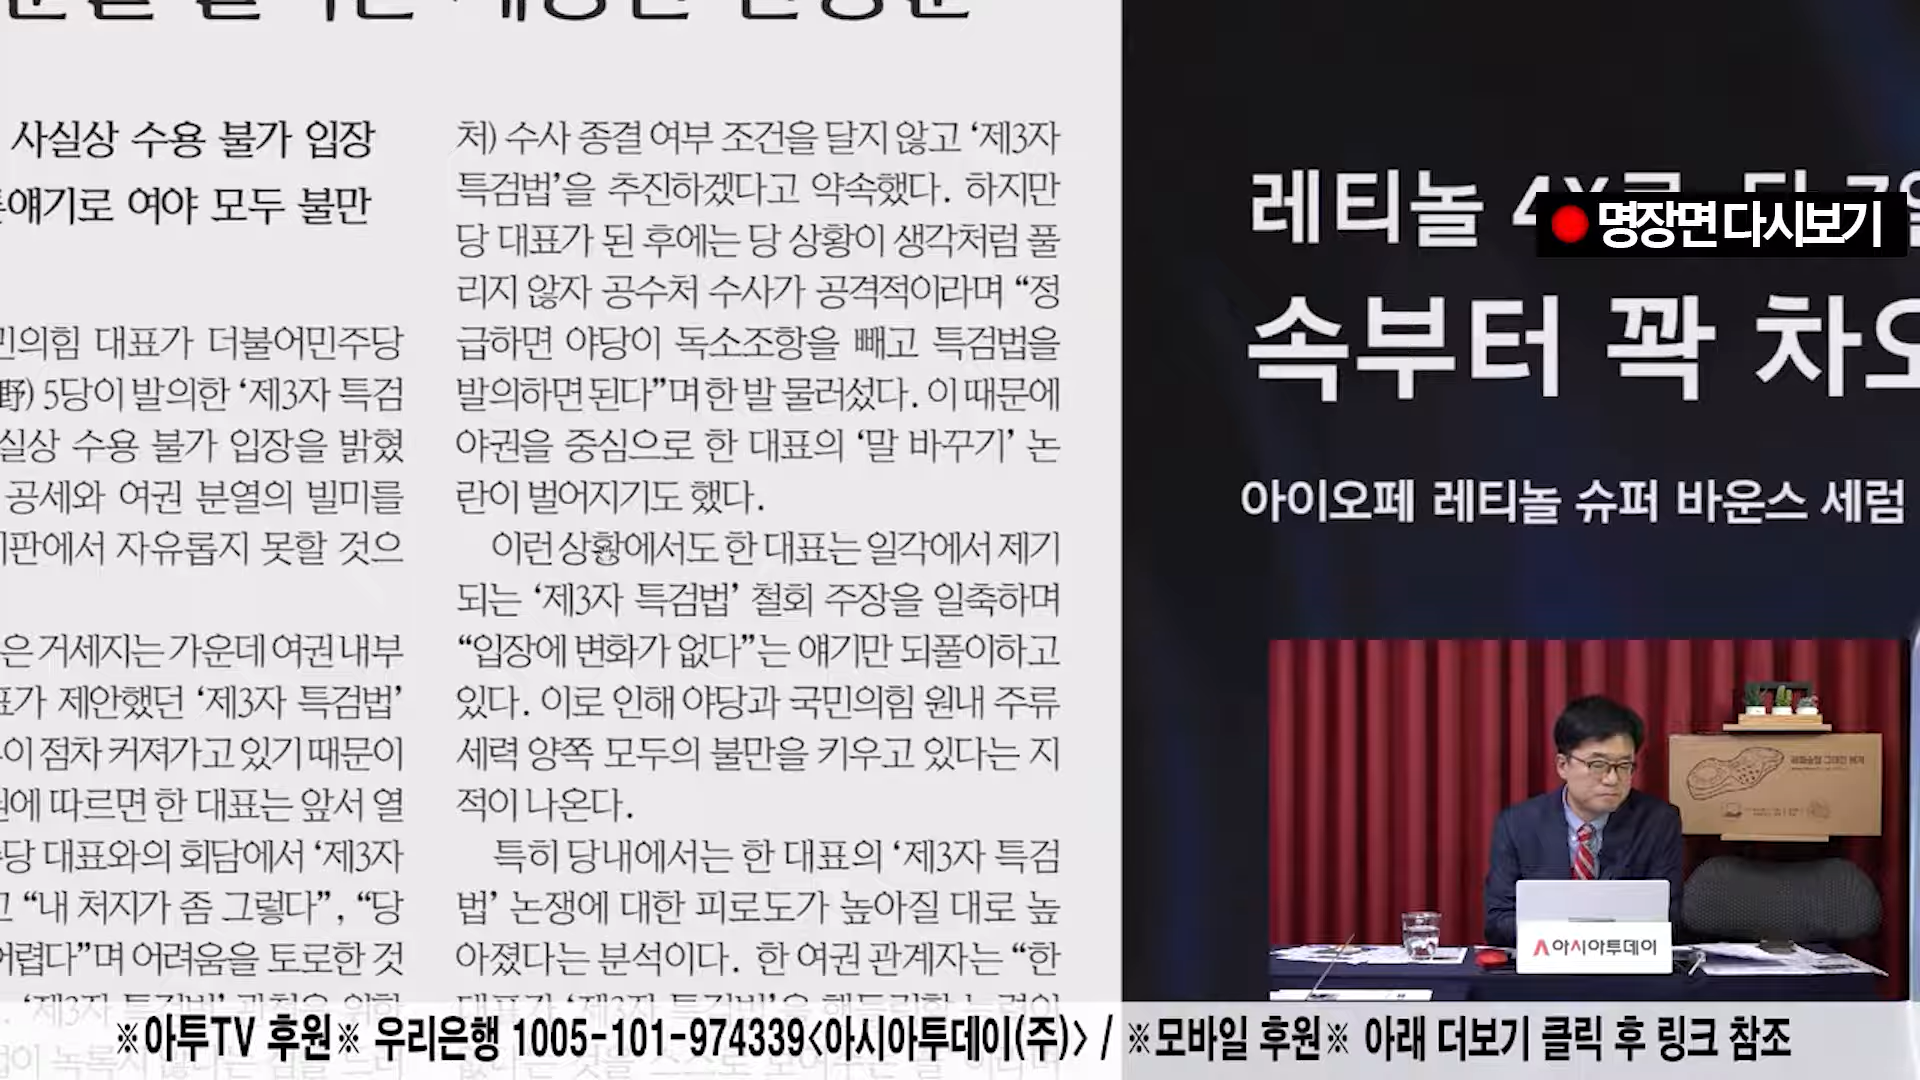 사실상 수용 불가 입장
얘기로 여야 모두 불만
민의힘 대표가 더불어민주당
(野) 5당이 발의한 ‘제3자 특검
실상 수용 불가 입장을 밝혔
공세와 여권 분열의 빌미를
비판에서 자유롭지 못할 것으
은 거세지는 가운데 여권 내부
표가 제안했던 ‘제3자 특검법’
이 점차 커져가고 있기 때문이
원에 따르면 한 대표는 앞서 열
당 대표와의 회담에서 ‘제3자
고 “내 처지가 좀 그렇다”, “당
어렵다”며 어려움을 토로한 것
처) 수사 종결 여부 조건을 달지 않고 ‘제3자
특검법’을 추진하겠다고 약속했다. 하지만
당 대표가 된 후에는 당 상황이 생각처럼 풀
리지 않자 공수처 수사가 공격적이라며 “정
급하면 야당이 독소조항을 빼고 특검법을
발의하면 된다”며 한 발 물러섰다. 이 때문에
야권을 중심으로 한 대표의 ‘말 바꾸기’ 논
란이 벌어지기도 했다.
이런 상황에서도 한 대표는 일각에서 제기
되는 ‘제3자 특검법’ 철회 주장을 일축하며
“입장에 변화가 없다”는 얘기만 되풀이하고
있다. 이로 인해 야당과 국민의힘 원내 주류
세력 양쪽 모두의 불만을 키우고 있다는 지
적이 나온다.
특히 당내에서는 한 대표의 ‘제3자 특검
법’ 논쟁에 대한 피로도가 높아질 대로 높
아졌다는 분석이다. 한 여권 관계자는 “한
대표가 ‘제3자 특검법’을
레티놀
명장면 다시보기
속부터 꽉 차오
아이오페 레티놀 슈퍼 바운스 세럼
아시아투데이
※아투TV 후원※ 우리은행 1005-101-974339<아시아투데이(주)> / ※모바일 후원※ 아래 더보기 클릭 후 링크 참조